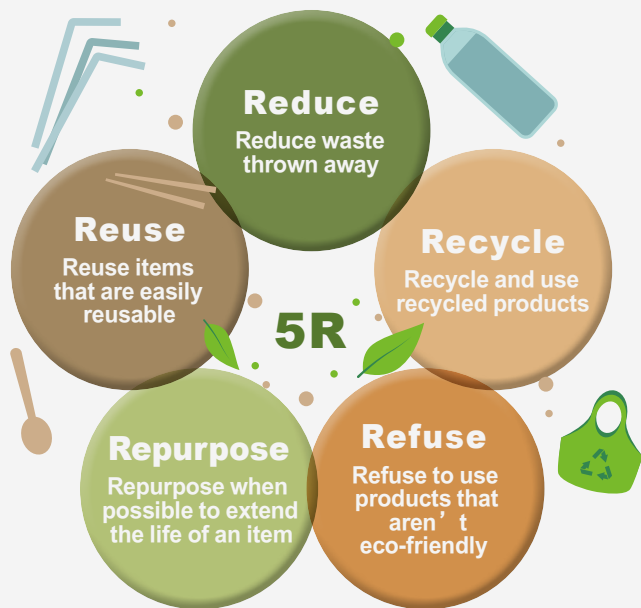 Reduce
Reduce waste
thrown away
Reuse
Reuse items
that are easily
reusable
Recycle
Recycle and use
recycled products
5R
Repurpose
Repurpose when
possible to extend
the life of an item
Refuse
Refuse to use
products that
aren’ t
eco-friendly